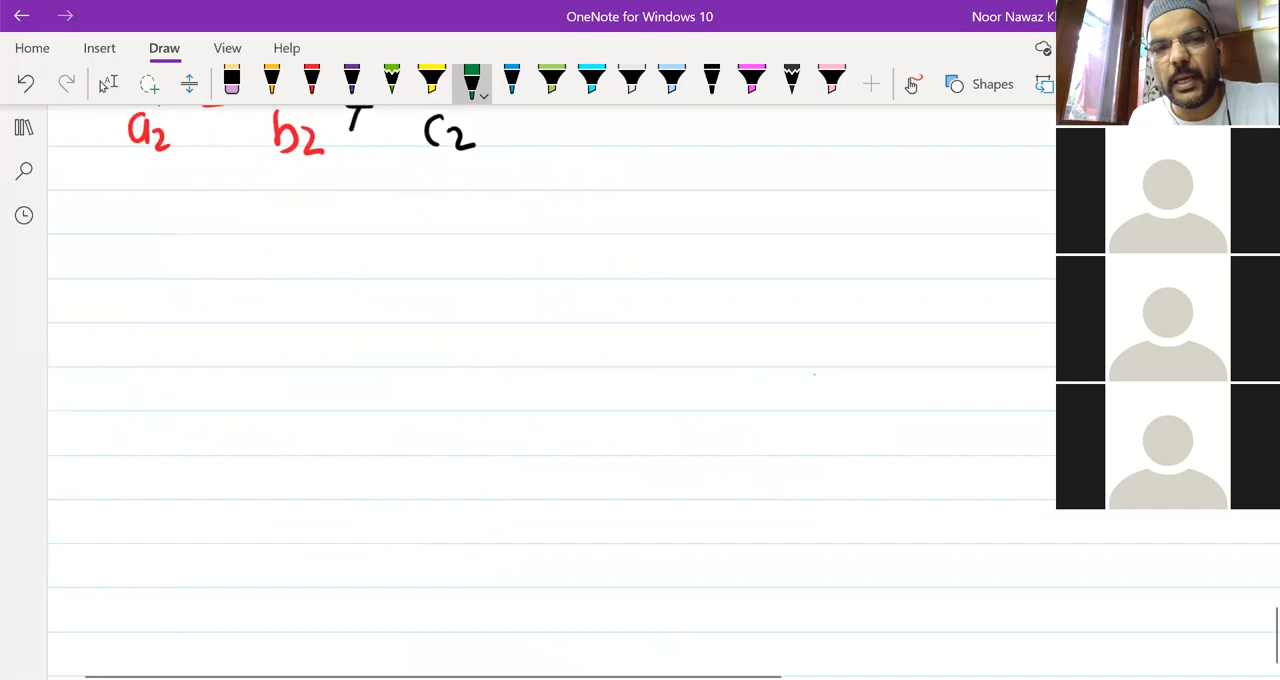 OneNote for Windows 10
Noor Nawaz K
Home Insert Draw View Help
Shapes
a2 b2 c2